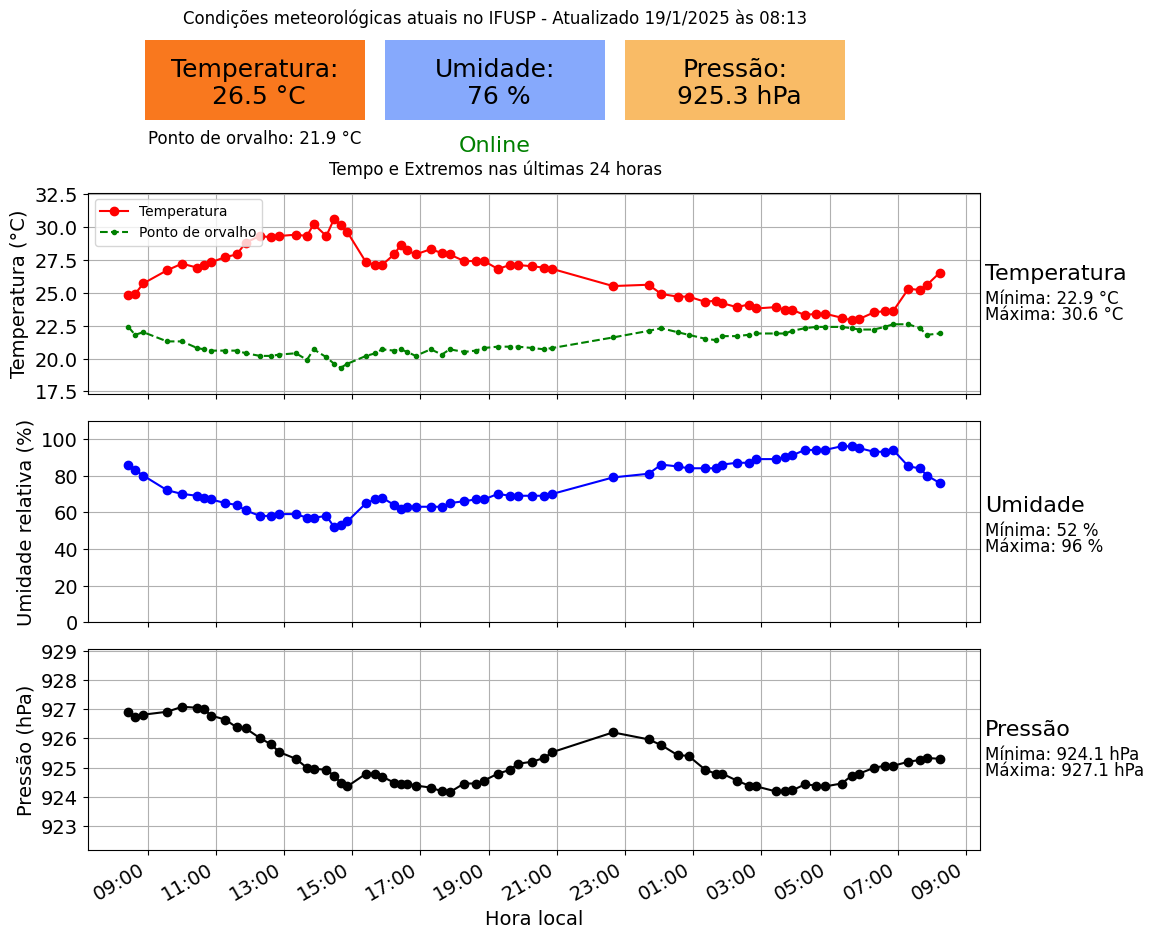 Condições meteorológicas atuais no IFUSP - Atualizado 19/1/2025 às 08:13
Temperatura:
26.5 °C
Umidade:
76 %
Pressão:
925.3 hPa
Ponto de orvalho: 21.9 °C
Online
Tempo e Extremos nas últimas 24 horas
Temperatura (°C)
32.5
30.0
27.5
25.0
22.5
20.0
17.5
Temperatura
Ponto de orvalho
Temperatura
Mínima: 22.9 °C
Máxima: 30.6 °C
Umidade relativa (%)
100
80
60
40
20
0
Umidade
Mínima: 52 %
Máxima: 96 %
Pressão (hPa)
929
928
927
926
925
924
923
Pressão
Mínima: 924.1 hPa
Máxima: 927.1 hPa
09:00 11:00 13:00 15:00 17:00 19:00 21:00 23:00 01:00 03:00 05:00 07:00 09:00
Hora local